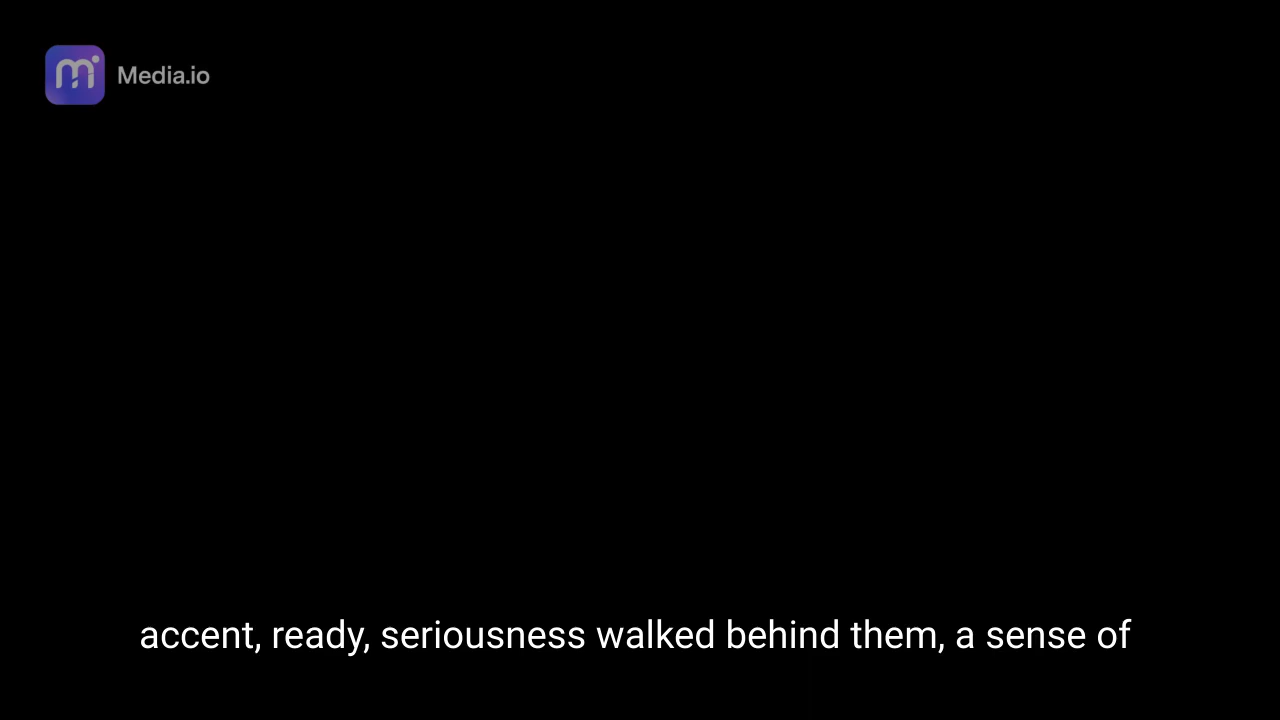 Media.io
accent, ready, seriousness walked behind them, a sense of